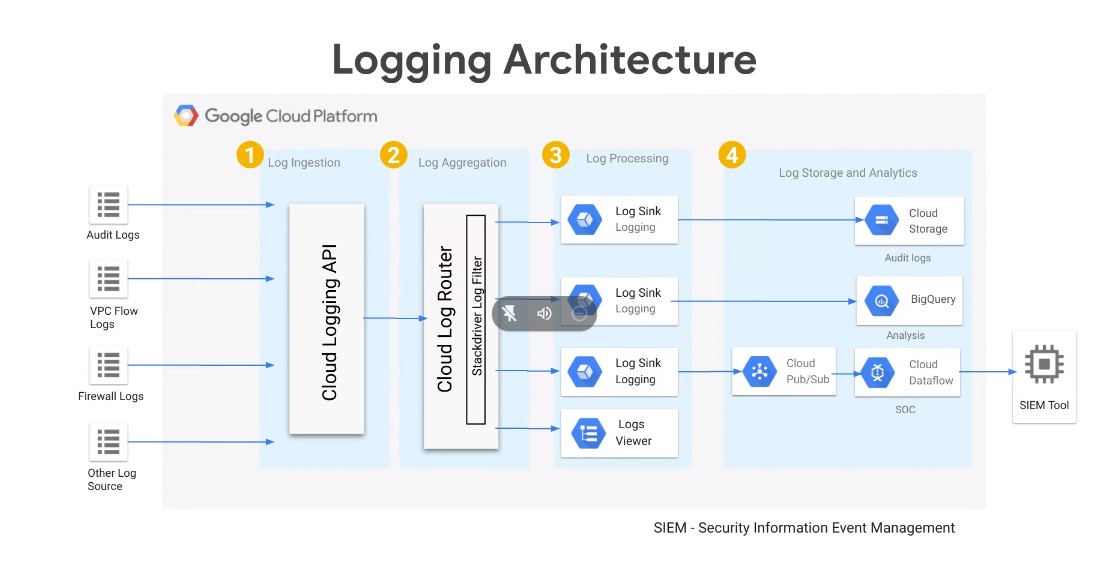 Logging Architecture
Google Cloud Platform
1
Log Ingestion
2
Log Aggregation
3
Log Processing
4
Log Storage and Analytics
Audit Logs
VPC Flow
Logs
Firewall Logs
Other Log
Source
Cloud Logging API
Cloud Log Router
Stackdriver Log Filter
Log Sink
Logging
Log Sink
Logging
Log Sink
Logging
Logs
Viewer
Cloud
Storage
Audit logs
BigQuery
Analysis
Cloud
Pub/Sub
Cloud
Dataflow
SOC
SIEM Tool
SIEM - Security Information Event Management